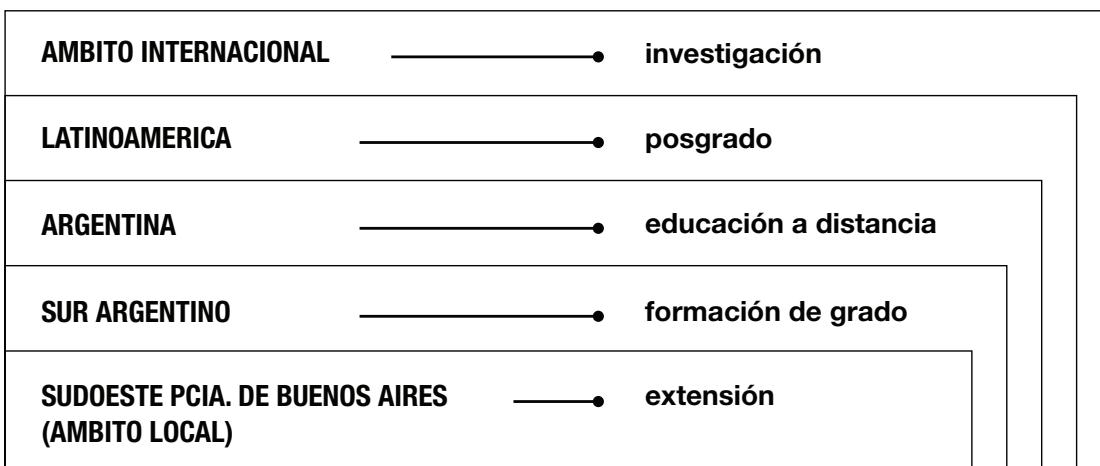 AMBITO INTERNACIONAL investigación
LATINOAMERICA posgrado
ARGENTINA educación a distancia
SUR ARGENTINO formación de grado
SUDOESTE PCIA. DE BUENOS AIRES extensión
(AMBITO LOCAL)